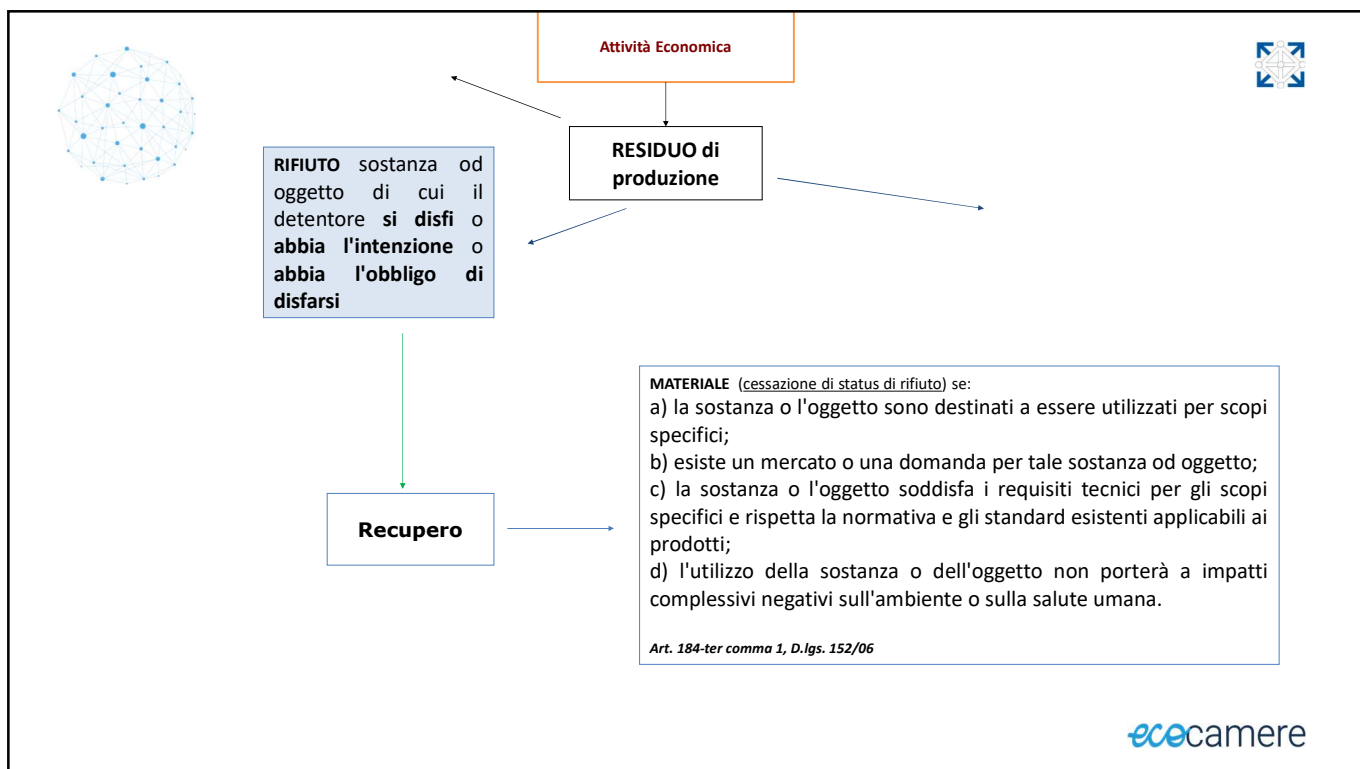 Attività Economica
RESIDUO di
produzione
RIFIUTO sostanza od
oggetto di cui il
detentore si disfi o
abbia l'intenzione o
abbia l'obbligo di
disfarsi
MATERIALE (cessazione di status di rifiuto) se:
a) la sostanza o l'oggetto sono destinati a essere utilizzati per scopi
specifici;
b) esiste un mercato o una domanda per tale sostanza od oggetto;
c) la sostanza o l'oggetto soddisfa i requisiti tecnici per gli scopi
specifici e rispetta la normativa e gli standard esistenti applicabili ai
prodotti;
d) l'utilizzo della sostanza o dell'oggetto non porterà a impatti
complessivi negativi sull'ambiente o sulla salute umana.
Art. 184-ter comma 1, D.lgs. 152/06
Recupero
ecocamere